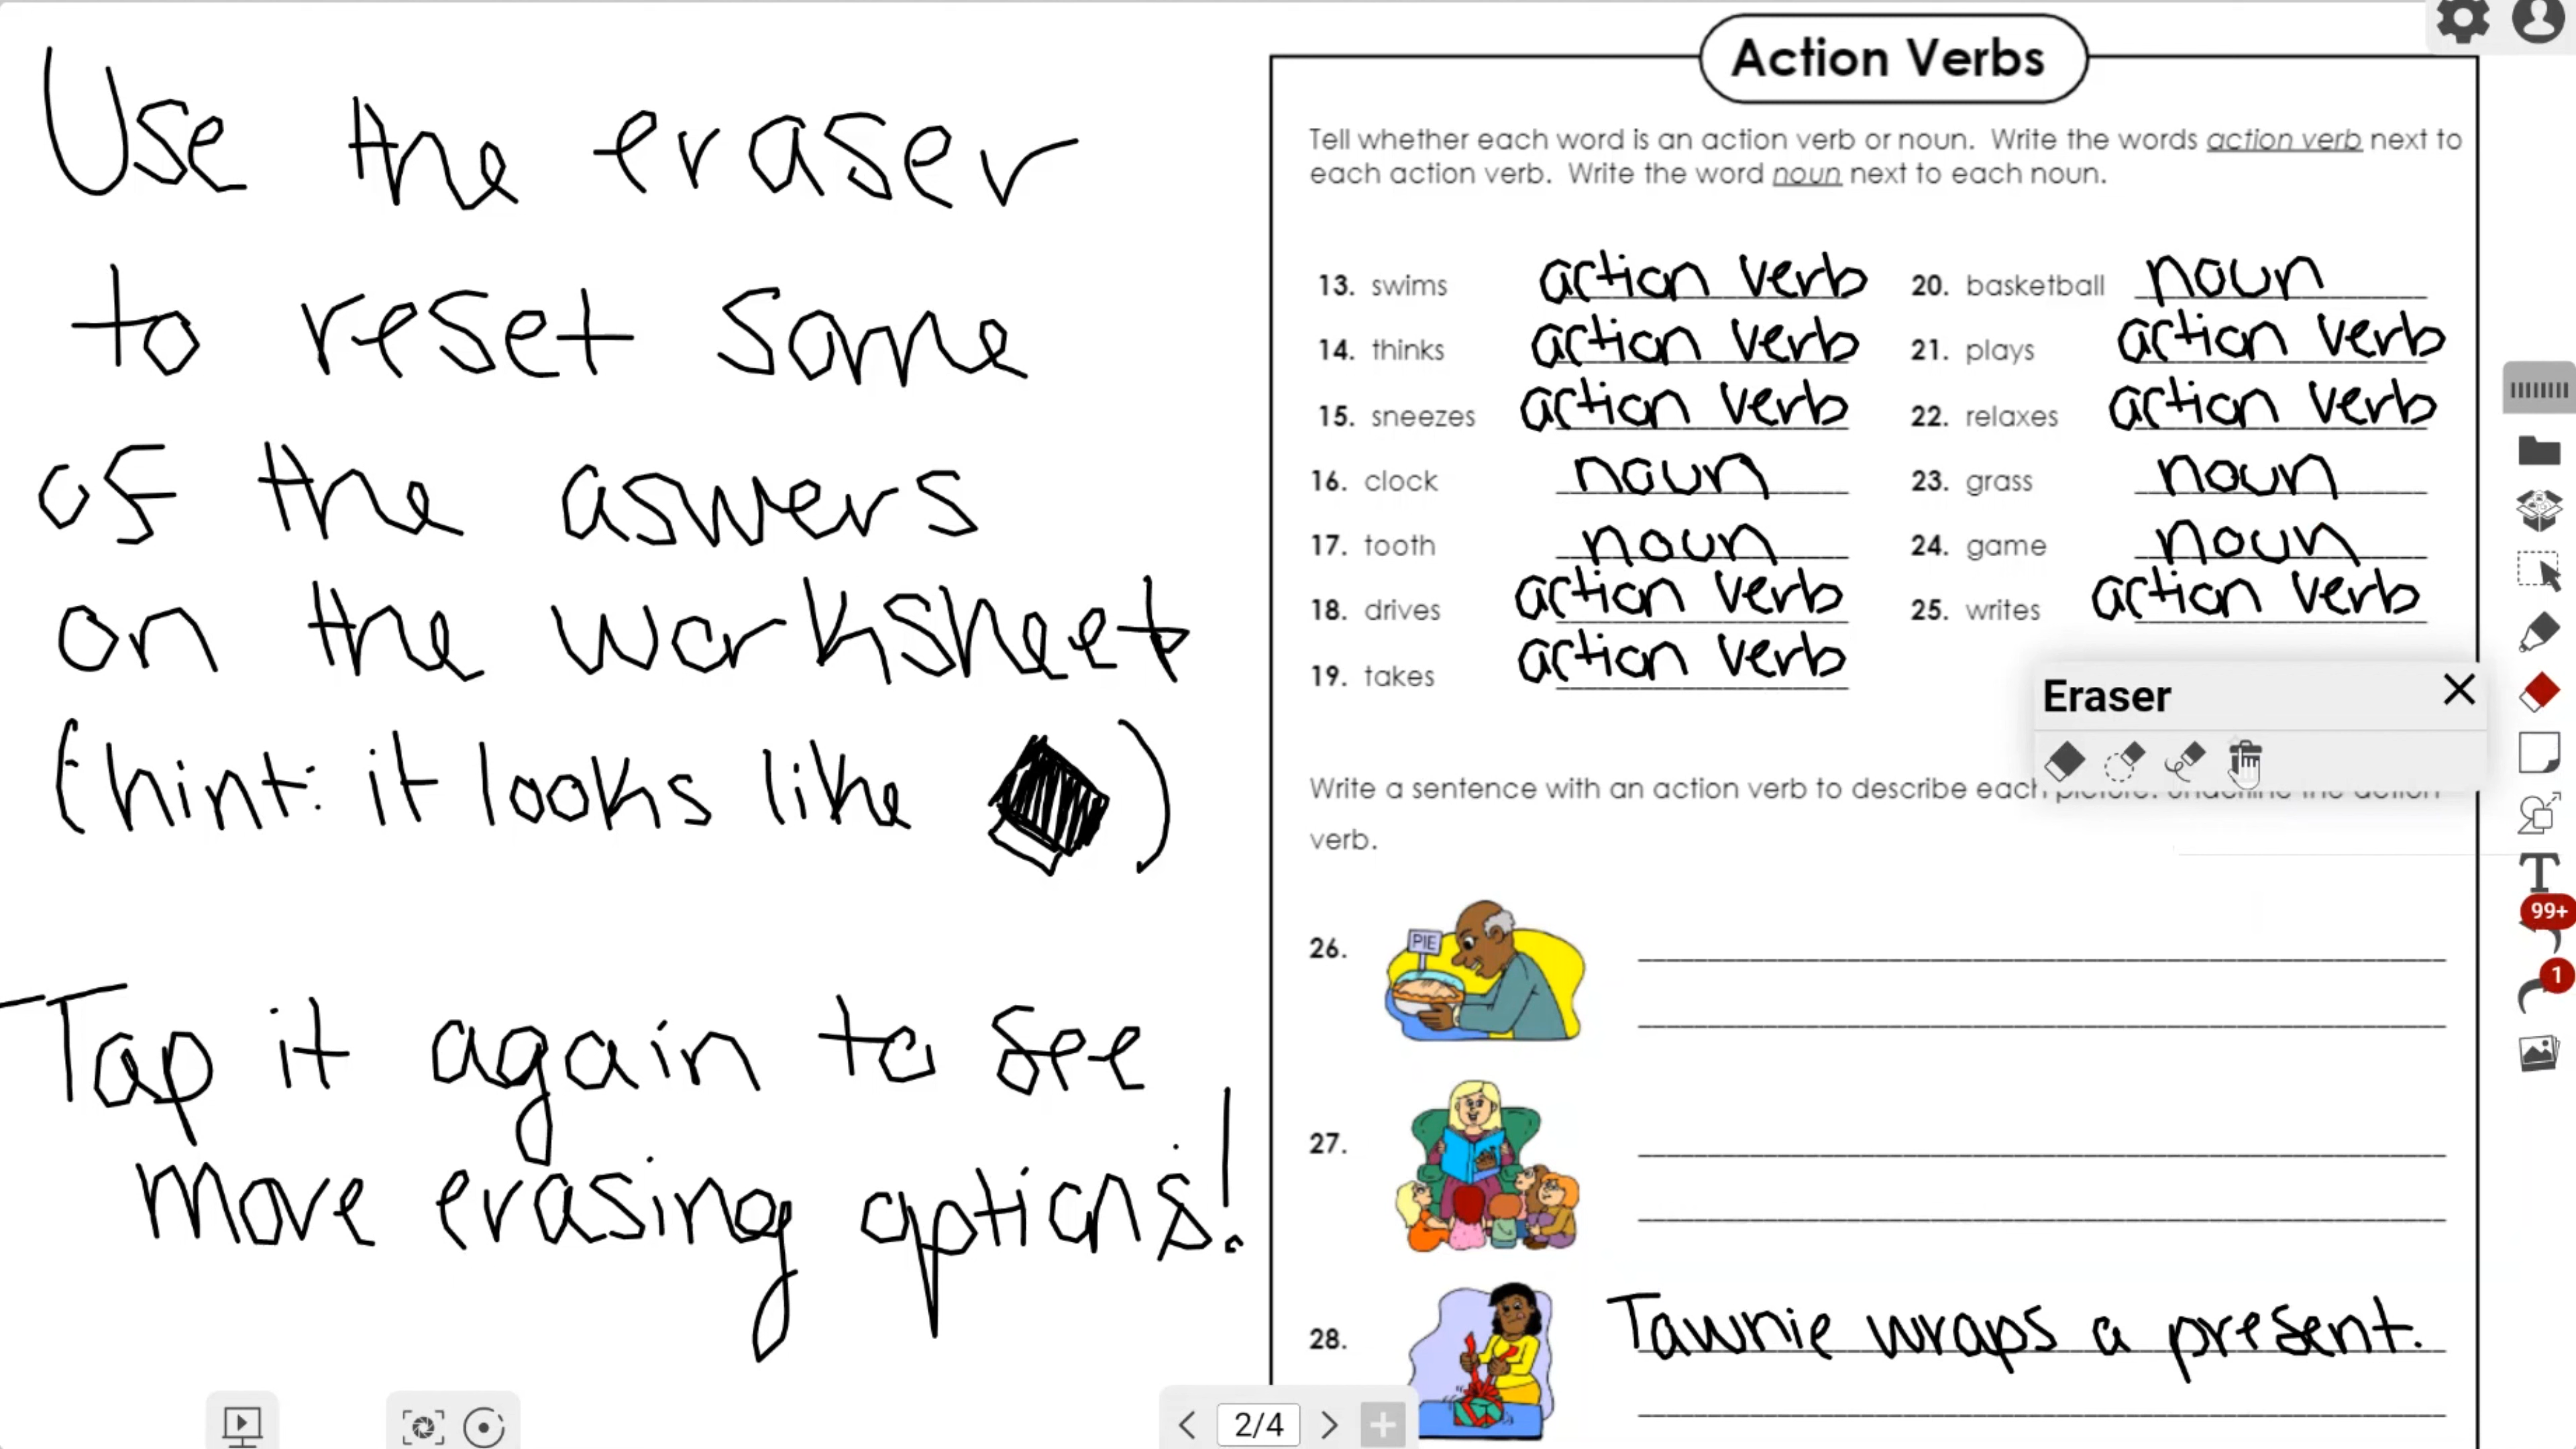 Use the eraser
to reset some
of the aswers
on the worksheet
(hint: it looks like )
Tap it again to see
more erasing options!
Action Verbs
Tell whether each word is an action verb or noun. Write the words action verb next to
each action verb. Write the word noun next to each noun.
13. swims action verb
14. thinks action verb
15. sneezes action verb
16. clock noun
17. tooth noun
18. drives action verb
19. takes action verb
20. basketball noun
21. plays action verb
22. relaxes action verb
23. grass noun
24. game noun
25. writes action verb
Eraser
Write a sentence with an action verb to describe each picture. Underline the action
verb.
26.
PIE
27.
28. Tawnie wraps a present.
T
99+
1
2/4